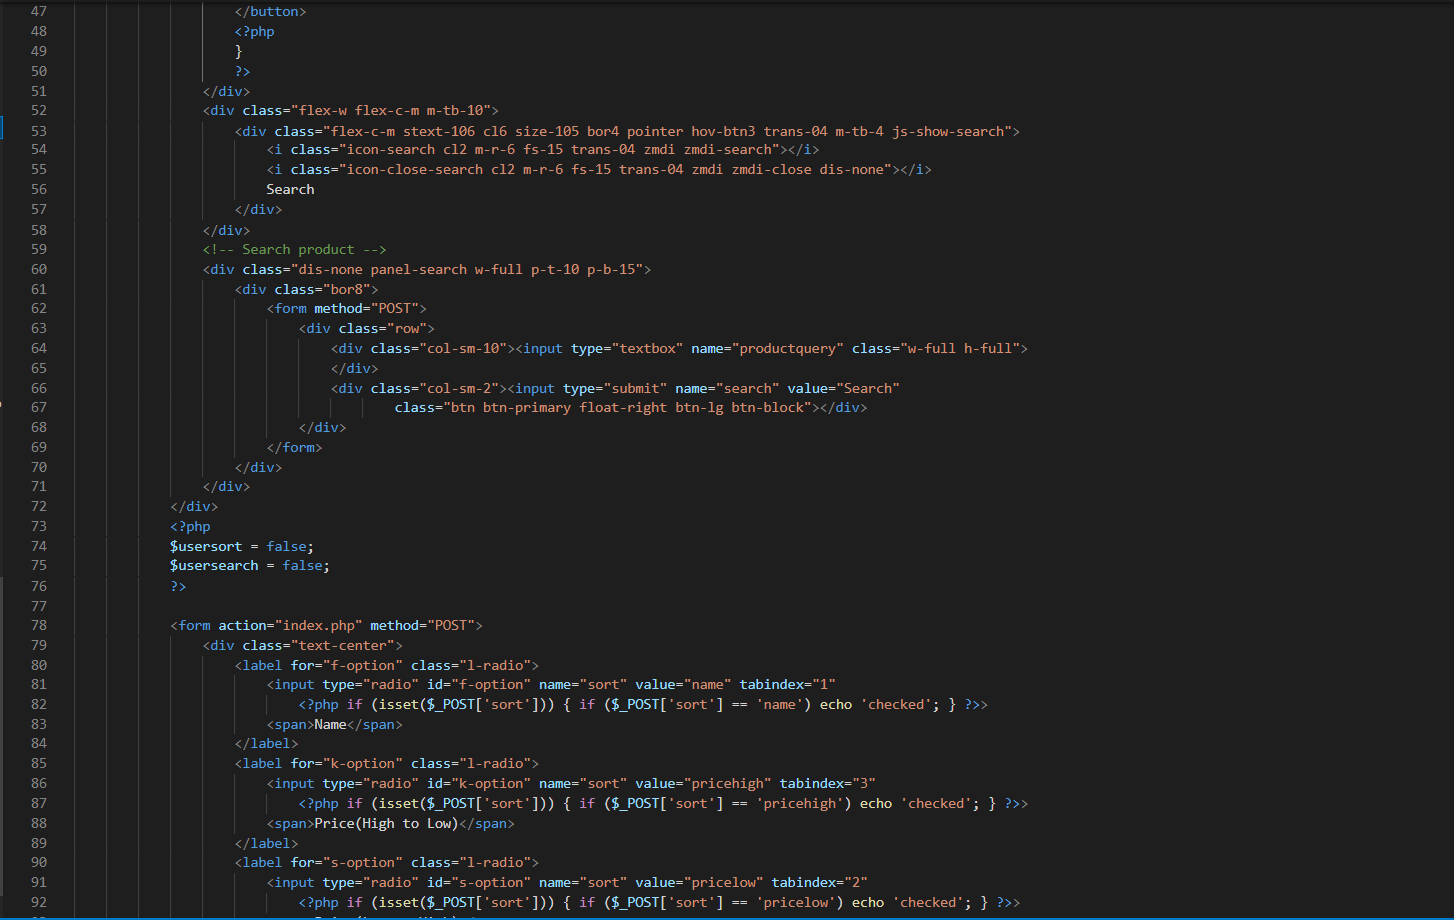 47 </button>
48 <?php
49 }
50 ?>
51 </div>
52 <div class="flex-w flex-c-m m-tb-10">
53 <div class="flex-c-m stext-106 cl6 size-105 bor4 pointer hov-btn3 trans-04 m-tb-4 js-show-search">
54 <i class="icon-search cl2 m-r-6 fs-15 trans-04 zmdi zmdi-search"></i>
55 <i class="icon-close-search cl2 m-r-6 fs-15 trans-04 zmdi zmdi-close dis-none"></i>
56 Search
57 </div>
58 </div>
59 <!-- Search product -->
60 <div class="dis-none panel-search w-full p-t-10 p-b-15">
61 <div class="bor8">
62 <form method="POST">
63 <div class="row">
64 <div class="col-sm-10"><input type="textbox" name="productquery" class="w-full h-full">
65 </div>
66 <div class="col-sm-2"><input type="submit" name="search" value="Search"
67 class="btn btn-primary float-right btn-lg btn-block"></div>
68 </div>
69 </form>
70 </div>
71 </div>
72 </div>
73 <?php
74 $usersort = false;
75 $usersearch = false;
76 ?>
77
78 <form action="index.php" method="POST">
79 <div class="text-center">
80 <label for="f-option" class="l-radio">
81 <input type="radio" id="f-option" name="sort" value="name" tabindex="1"
82 <?php if (isset($_POST['sort'])) { if ($_POST['sort'] == 'name') echo 'checked'; } ?>>
83 <span>Name</span>
84 </label>
85 <label for="k-option" class="l-radio">
86 <input type="radio" id="k-option" name="sort" value="pricehigh" tabindex="3"
87 <?php if (isset($_POST['sort'])) { if ($_POST['sort'] == 'pricehigh') echo 'checked'; } ?>>
88 <span>Price(High to Low)</span>
89 </label>
90 <label for="s-option" class="l-radio">
91 <input type="radio" id="s-option" name="sort" value="pricelow" tabindex="2"
92 <?php if (isset($_POST['sort'])) { if ($_POST['sort'] == 'pricelow') echo 'checked'; } ?>>